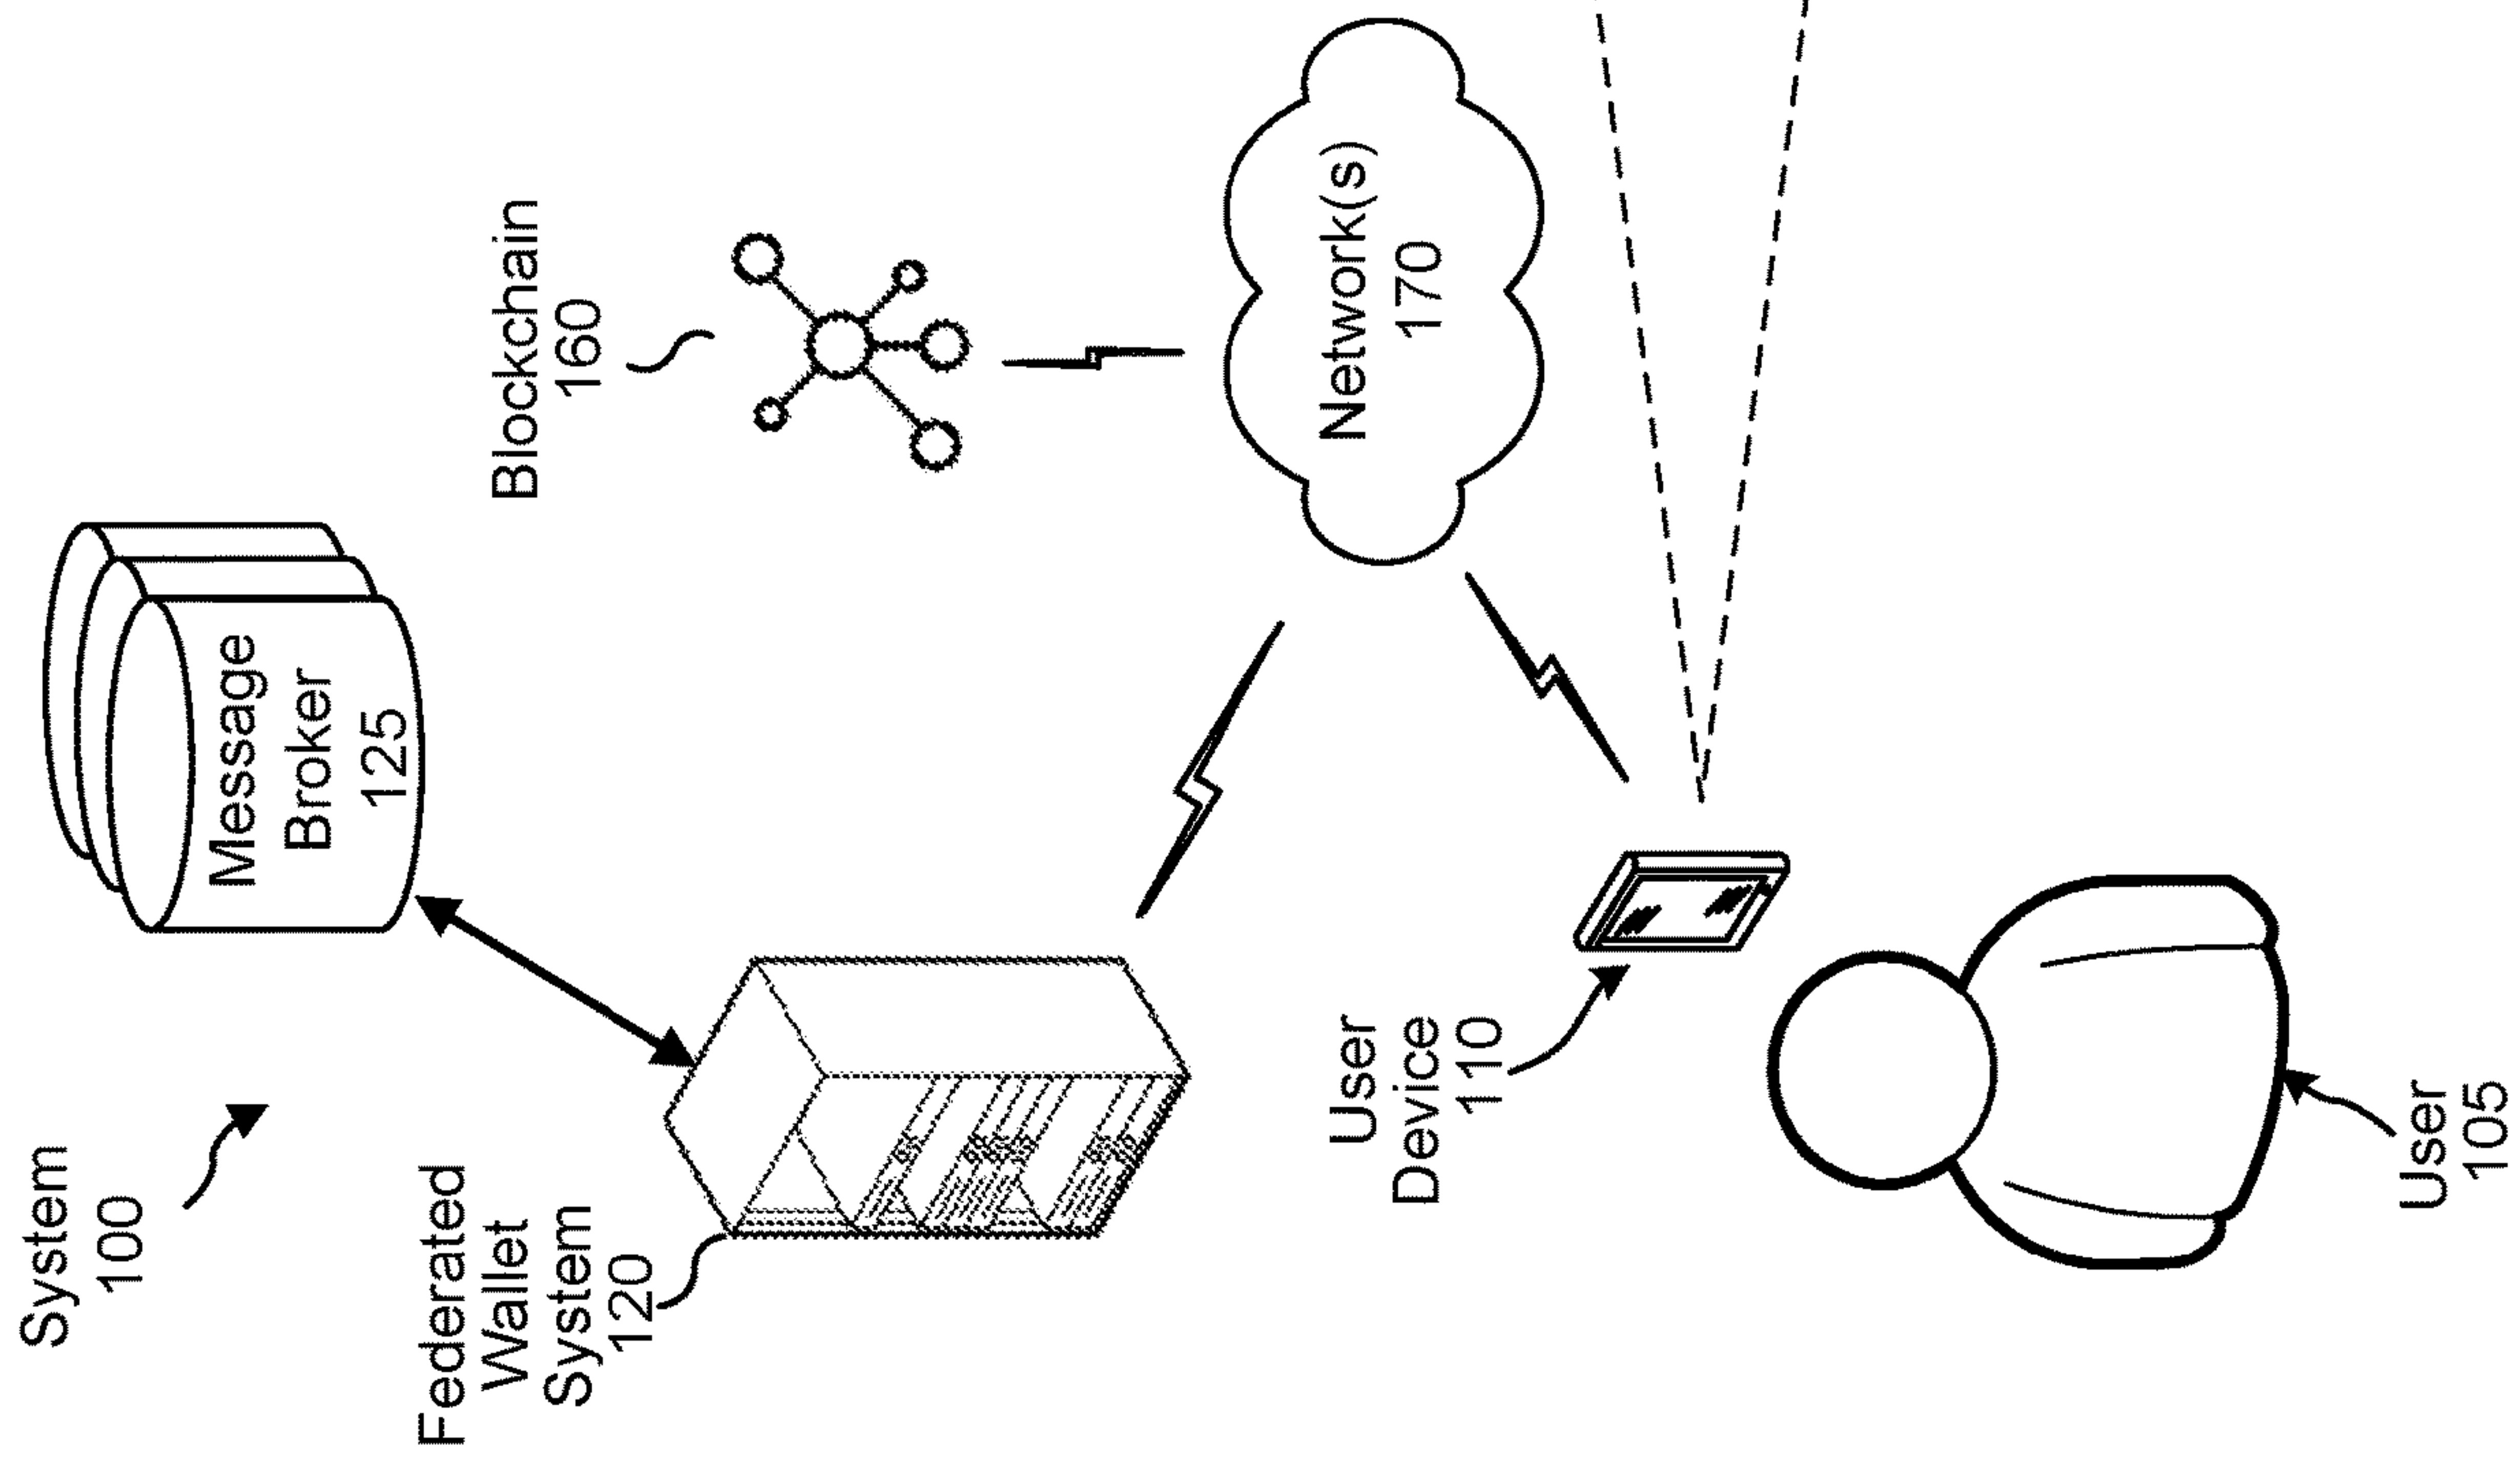 System
100
Message
Broker
125
Federated
Wallet
System
120
Blockchain
160
Network(s)
170
User
Device
110
User
105